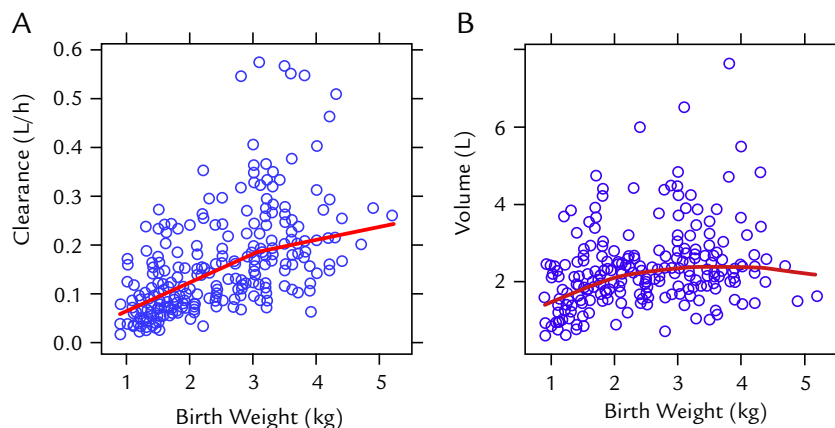 A
B
Clearance (L/h)
0.6
0.5
0.4
0.3
0.2
0.1
0.0
1 2 3 4 5
Birth Weight (kg)
Volume (L)
6
4
2
1 2 3 4 5
Birth Weight (kg)